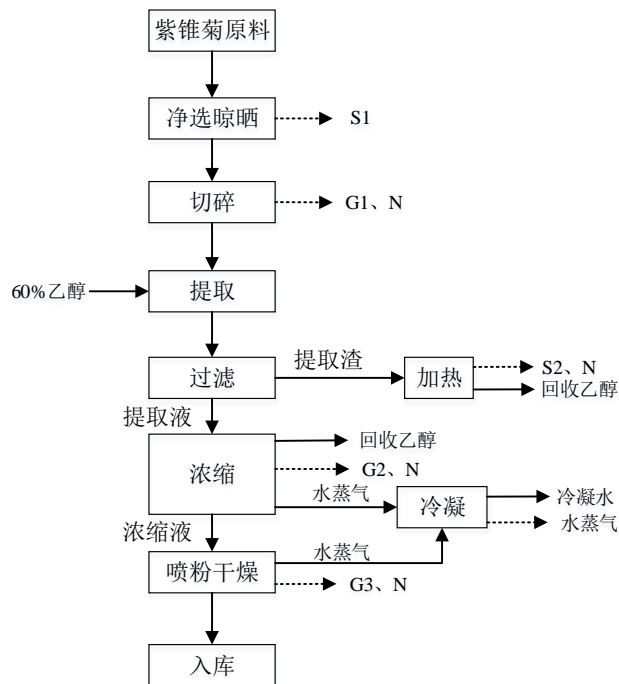 紫锥菊原料
净选晾晒
S1
切碎
G1、N
60%乙醇
提取
过滤
提取渣
加热
S2、N
回收乙醇
提取液
浓缩
回收乙醇
G2、N
水蒸气
冷凝
冷凝水
水蒸气
浓缩液
喷粉干燥
水蒸气
G3、N
入库